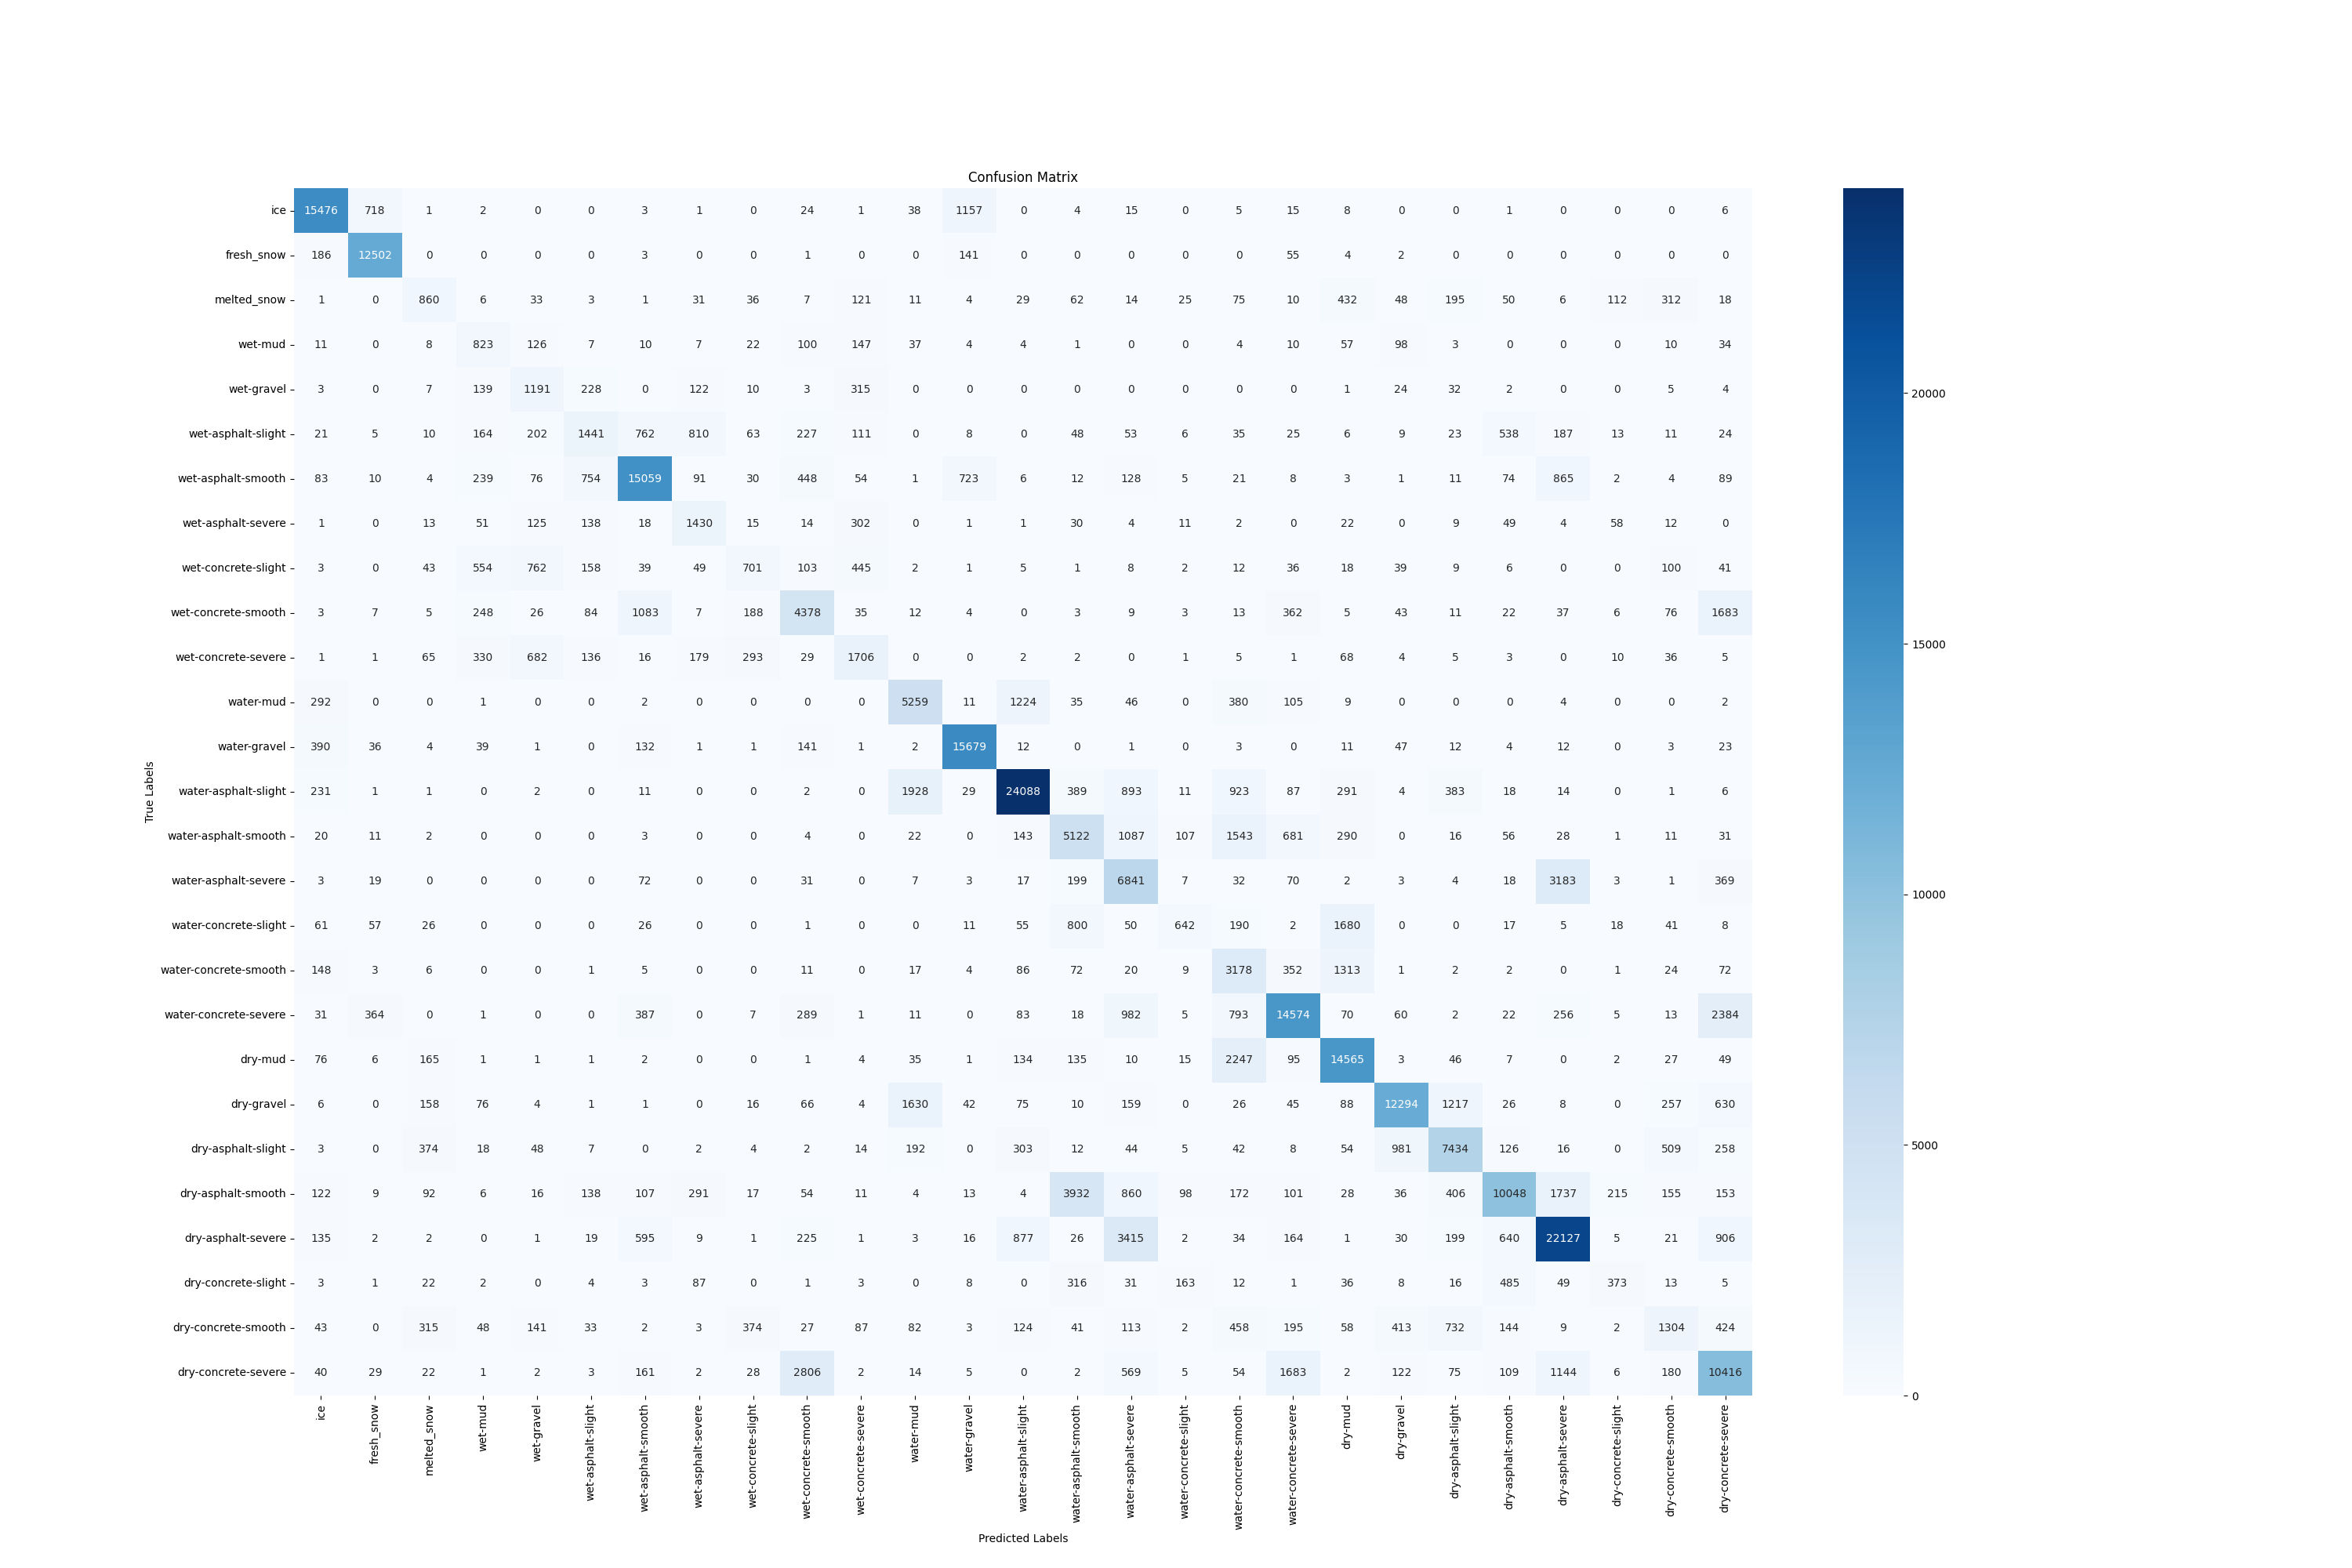 Confusion Matrix
ice 15476 718 1 2 0 0 3 1 0 24 1 38 1157 0 4 15 0 5 15 8 0 0 1 0 0 0 6
fresh_snow 186 12502 0 0 0 0 3 0 0 1 0 0 141 0 0 0 0 0 55 4 2 0 0 0 0 0 0
melted_snow 1 0 860 6 33 3 1 31 36 7 121 11 4 29 62 14 25 75 10 432 48 195 50 6 112 312 18
wet-mud 11 0 8 823 126 7 10 7 22 100 147 37 4 4 1 0 0 4 10 57 98 3 0 0 0 10 34
wet-gravel 3 0 7 139 1191 228 0 122 10 3 315 0 0 0 0 0 0 0 0 1 24 32 2 0 0 5 4
20000
wet-asphalt-slight 21 5 10 164 202 1441 762 810 63 227 111 0 8 0 48 53 6 35 25 6 9 23 538 187 13 11 24
wet-asphalt-smooth 83 10 4 239 76 754 15059 91 30 448 54 1 723 6 12 128 5 21 8 3 1 11 74 865 2 4 89
wet-asphalt-severe 1 0 13 51 125 138 18 1430 15 14 302 0 1 1 30 4 11 2 0 22 0 9 49 4 58 12 0
wet-concrete-slight 3 0 43 554 762 158 39 49 701 103 445 2 1 5 1 8 2 12 36 18 39 9 6 0 0 100 41
wet-concrete-smooth 3 7 5 248 26 84 1083 7 188 4378 35 12 4 0 3 9 3 13 362 5 43 11 22 37 6 76 1683
15000
wet-concrete-severe 1 1 65 330 682 136 16 179 293 29 1706 0 0 2 2 0 1 5 1 68 4 5 3 0 10 36 5
water-mud 292 0 0 1 0 0 2 0 0 0 0 5259 11 1224 35 46 0 380 105 9 0 0 0 4 0 0 2
water-gravel 390 36 4 39 1 0 132 1 1 141 1 2 15679 12 0 1 0 3 0 11 47 12 4 12 0 3 23
True Labels
water-asphalt-slight 231 1 1 0 2 0 11 0 0 2 0 1928 29 24088 389 893 11 923 87 291 4 383 18 14 0 1 6
water-asphalt-smooth 20 11 2 0 0 0 3 0 0 4 0 22 0 143 5122 1087 107 1543 681 290 0 16 56 28 1 11 31
water-asphalt-severe 3 19 0 0 0 0 72 0 0 31 0 7 3 17 199 6841 7 32 70 2 3 4 18 3183 3 1 369
10000
water-concrete-slight 61 57 26 0 0 0 26 0 0 1 0 0 11 55 800 50 642 190 2 1680 0 0 17 5 18 41 8
water-concrete-smooth 148 3 6 0 0 1 5 0 0 11 0 17 4 86 72 20 9 3178 352 1313 1 2 2 0 1 24 72
water-concrete-severe 31 364 0 1 0 0 387 0 7 289 1 11 0 83 18 982 5 793 14574 70 60 2 22 256 5 13 2384
dry-mud 76 6 165 1 1 1 2 0 0 1 4 35 1 134 135 10 15 2247 95 14565 3 46 7 0 2 27 49
dry-gravel 6 0 158 76 4 1 1 0 16 66 4 1630 42 75 10 159 0 26 45 88 12294 1217 26 8 0 257 630
5000
dry-asphalt-slight 3 0 374 18 48 7 0 2 4 2 14 192 0 303 12 44 5 42 8 54 981 7434 126 16 0 509 258
dry-asphalt-smooth 122 9 92 6 16 138 107 291 17 54 11 4 13 4 3932 860 98 172 101 28 36 406 10048 1737 215 155 153
dry-asphalt-severe 135 2 2 0 1 19 595 9 1 225 1 3 16 877 26 3415 2 34 164 1 30 199 640 22127 5 21 906
dry-concrete-slight 3 1 22 2 0 4 3 87 0 1 3 0 8 0 316 31 163 12 1 36 8 16 485 49 373 13 5
dry-concrete-smooth 43 0 315 48 141 33 2 3 374 27 87 82 3 124 41 113 2 458 195 58 413 732 144 9 2 1304 424
dry-concrete-severe 40 29 22 1 2 3 161 2 28 2806 2 14 5 0 2 569 5 54 1683 2 122 75 109 1144 6 180 10416
0
ice
fresh_snow
melted_snow
wet-mud
wet-gravel
wet-asphalt-slight
wet-asphalt-smooth
wet-asphalt-severe
wet-concrete-slight
wet-concrete-smooth
wet-concrete-severe
water-mud
water-gravel
water-asphalt-slight
water-asphalt-smooth
water-asphalt-severe
water-concrete-slight
water-concrete-smooth
water-concrete-severe
dry-mud
dry-gravel
dry-asphalt-slight
dry-asphalt-smooth
dry-asphalt-severe
dry-concrete-slight
dry-concrete-smooth
dry-concrete-severe
Predicted Labels